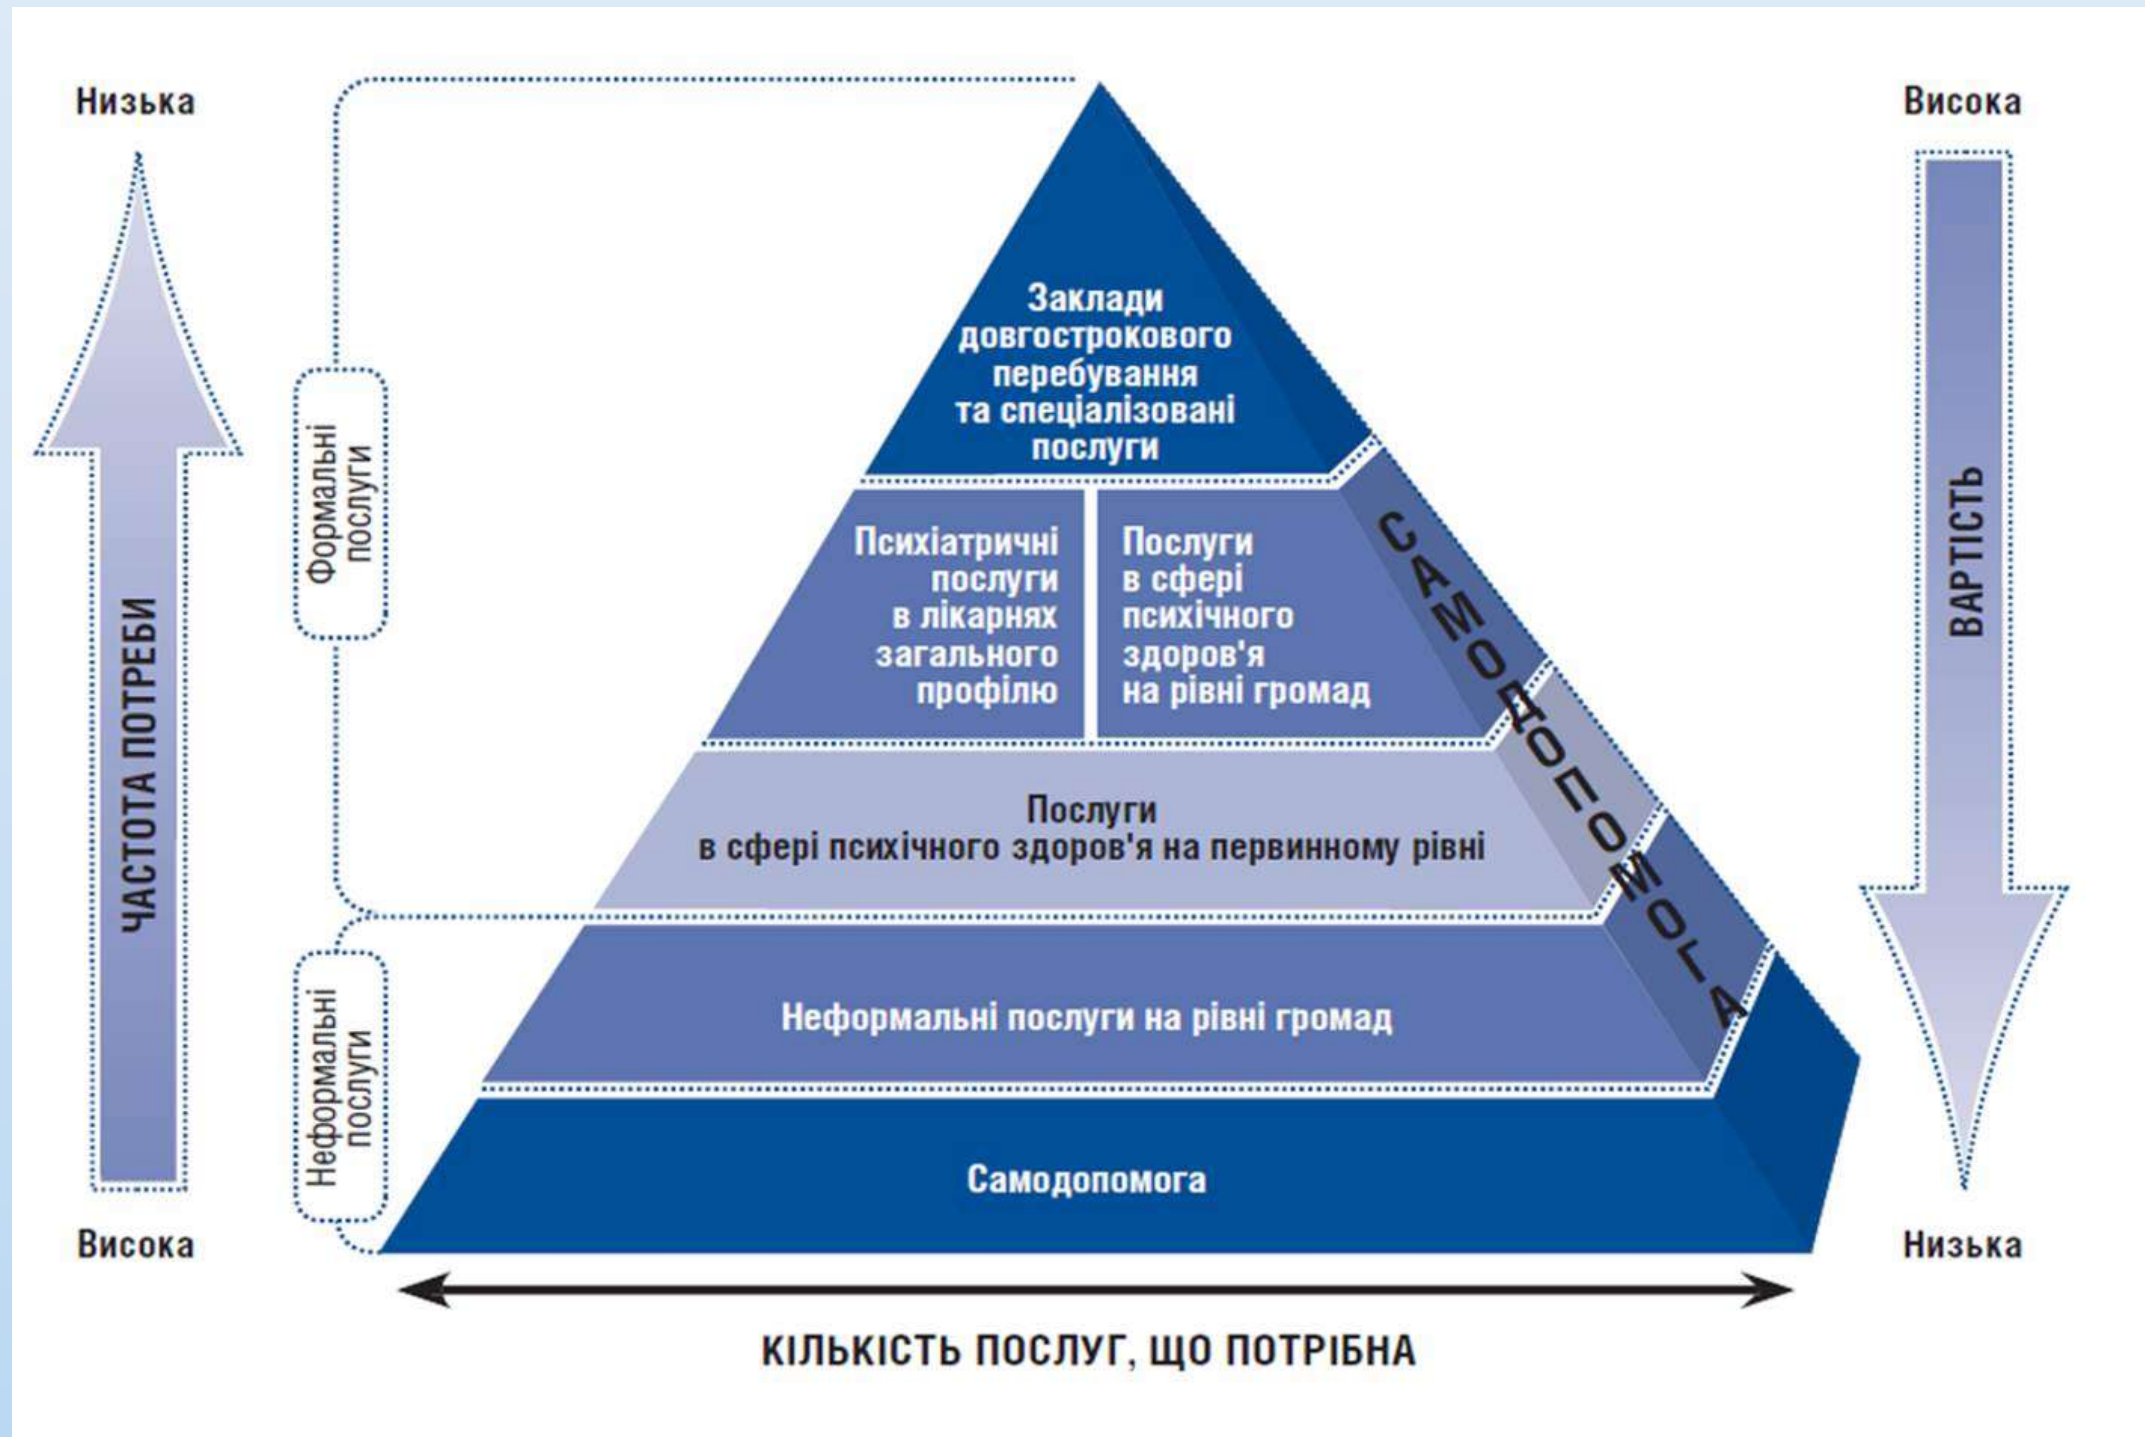 Низька
ЧАСТОТА ПОТРЕБИ
Висока
Формальні
послуги
Неформальні
послуги
Заклади
довгострокового
перебування
та спеціалізовані
послуги
Психіатричні
послуги
в лікарнях
загального
профілю
Послуги
в сфері
психічного
здоров'я
на рівні громад
Послуги
в сфері психічного здоров'я на первинному рівні
Неформальні послуги на рівні громад
Самодопомога
САМОДОПОМОГА
Висока
ВАРТІСТЬ
Низька
КІЛЬКІСТЬ ПОСЛУГ, ЩО ПОТРІБНА